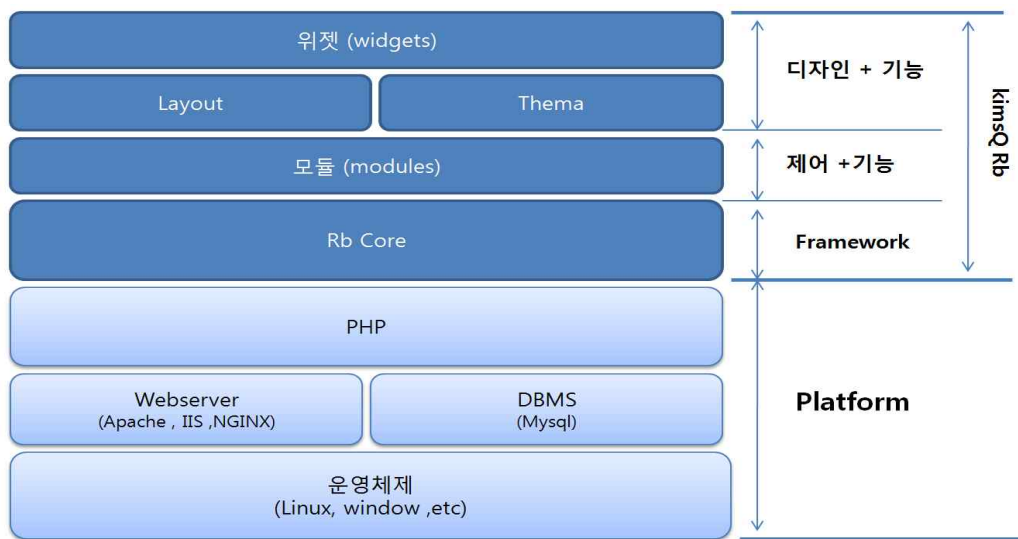 위젯 (widgets)
디자인 + 기능
Layout
Thema
모듈 (modules)
제어 +기능
kimsQ Rb
Rb Core
Framework
PHP
Webserver
(Apache , IIS ,NGINX)
DBMS
(Mysql)
Platform
운영체제
(Linux, window ,etc)